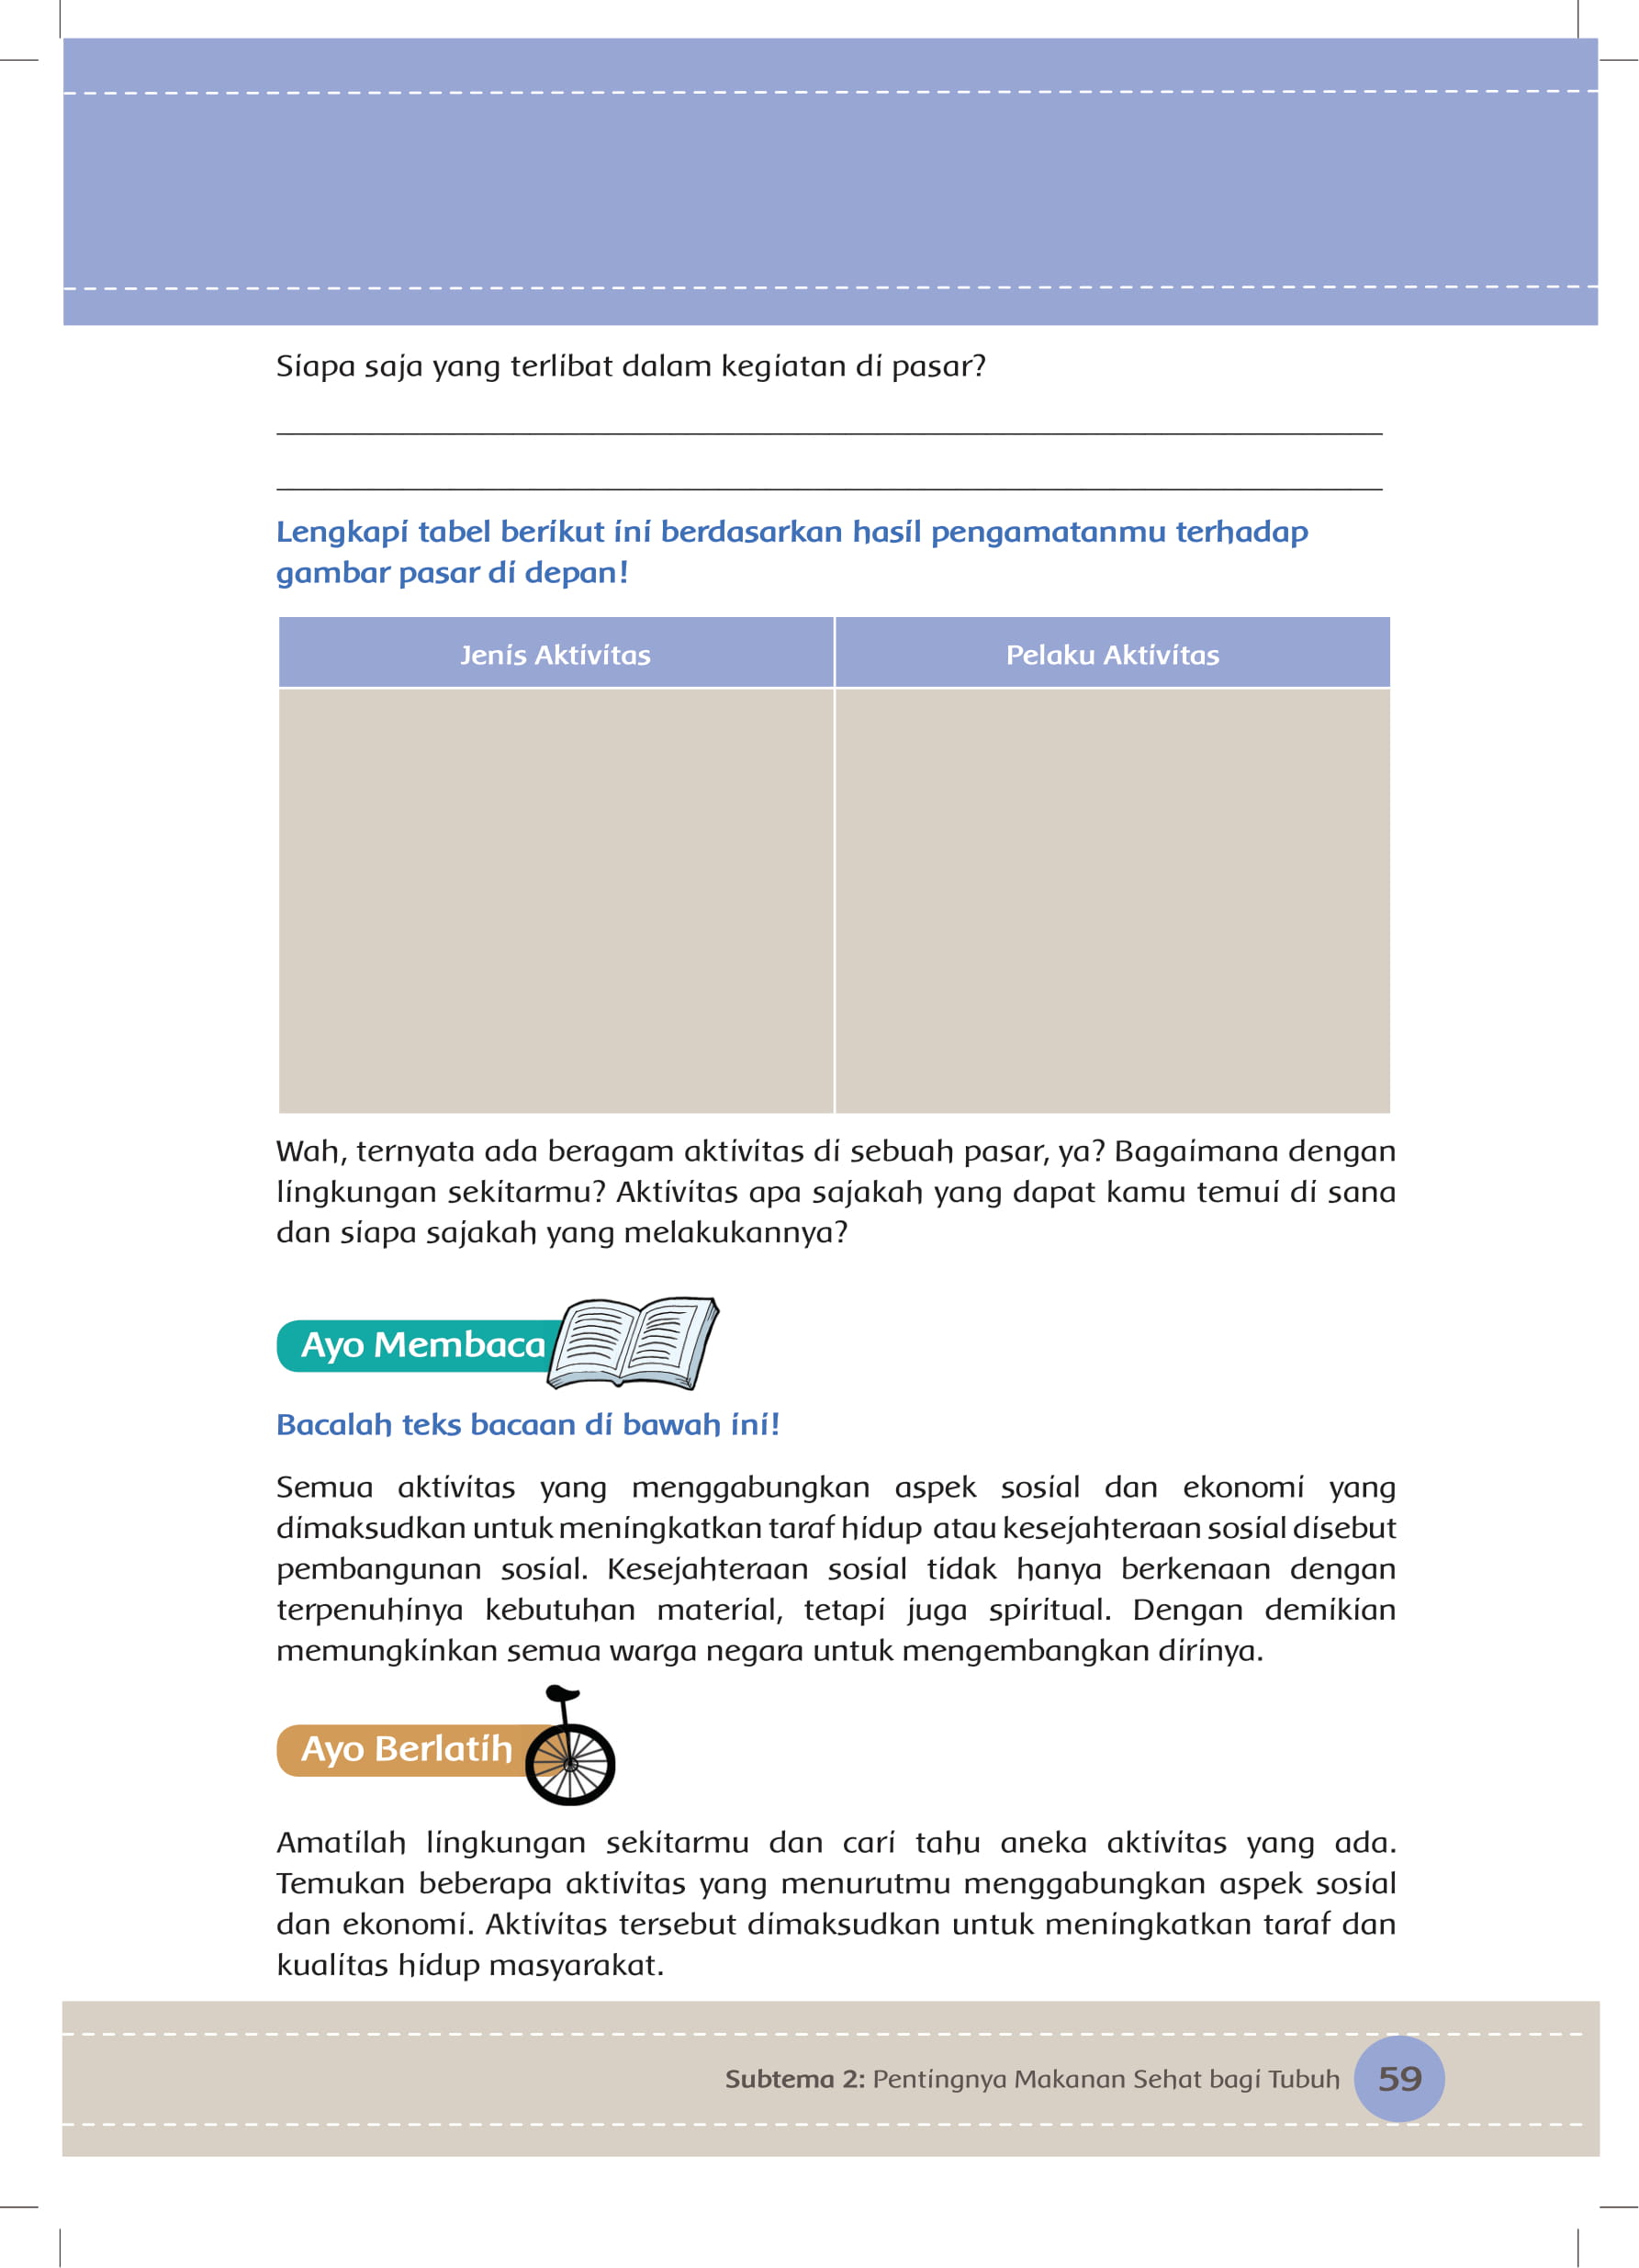 Siapa saja yang terlibat dalam kegiatan di pasar?
Lengkapi tabel berikut ini berdasarkan hasil pengamatanmu terhadap
gambar pasar di depan!
Jenis Aktivitas
Pelaku Aktivitas
Wah, ternyata ada beragam aktivitas di sebuah pasar, ya? Bagaimana dengan
lingkungan sekitarmu? Aktivitas apa sajakah yang dapat kamu temui di sana
dan siapa sajakah yang melakukannya?
Ayo Membaca
Bacalah teks bacaan di bawah ini!
Semua aktivitas yang menggabungkan aspek sosial dan ekonomi yang
dimaksudkan untuk meningkatkan taraf hidup atau kesejahteraan sosial disebut
pembangunan sosial. Kesejahteraan sosial tidak hanya berkenaan dengan
terpenuhinya kebutuhan material, tetapi juga spiritual. Dengan demikian
memungkinkan semua warga negara untuk mengembangkan dirinya.
Ayo Berlatih
Amatilah lingkungan sekitarmu dan cari tahu aneka aktivitas yang ada.
Temukan beberapa aktivitas yang menurutmu menggabungkan aspek sosial
dan ekonomi. Aktivitas tersebut dimaksudkan untuk meningkatkan taraf dan
kualitas hidup masyarakat.
Subtema 2: Pentingnya Makanan Sehat bagi Tubuh
59